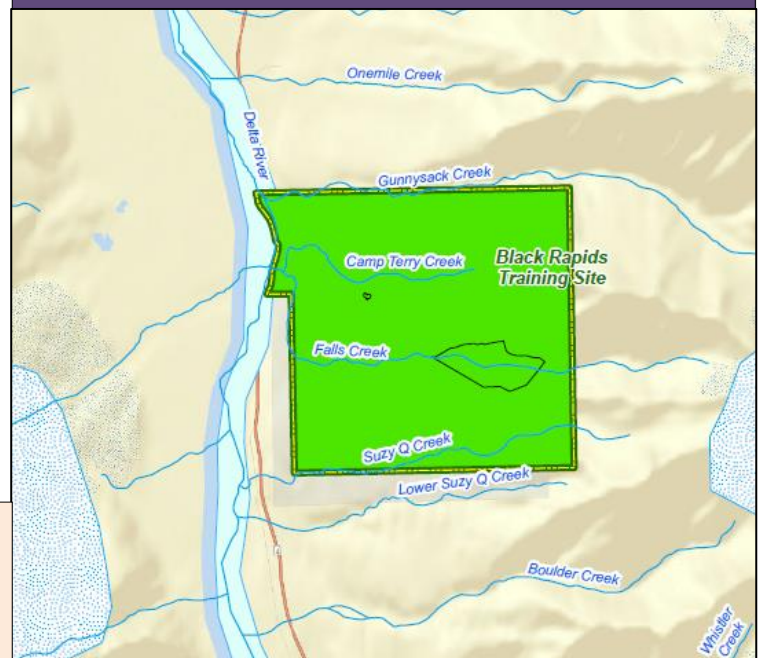 Onemile Creek
Delta River
Gunnysack Creek
Camp Terry Creek
Black Rapids
Training Site
Falls Creek
Suzy Q Creek
Lower Suzy Q Creek
Boulder Creek
Whistler
Creek